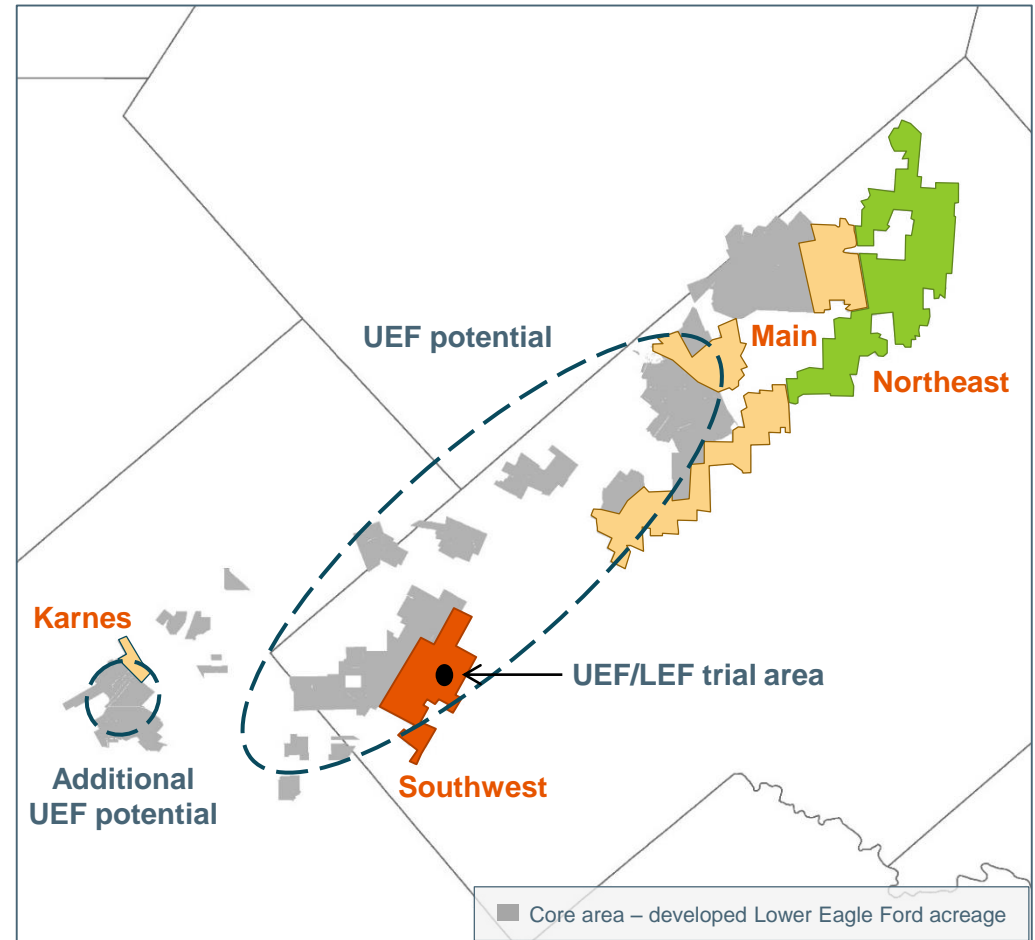 UEF potential
Main
Northeast
Karnes
UEF/LEF trial area
Southwest
Additional
UEF potential
Core area – developed Lower Eagle Ford acreage